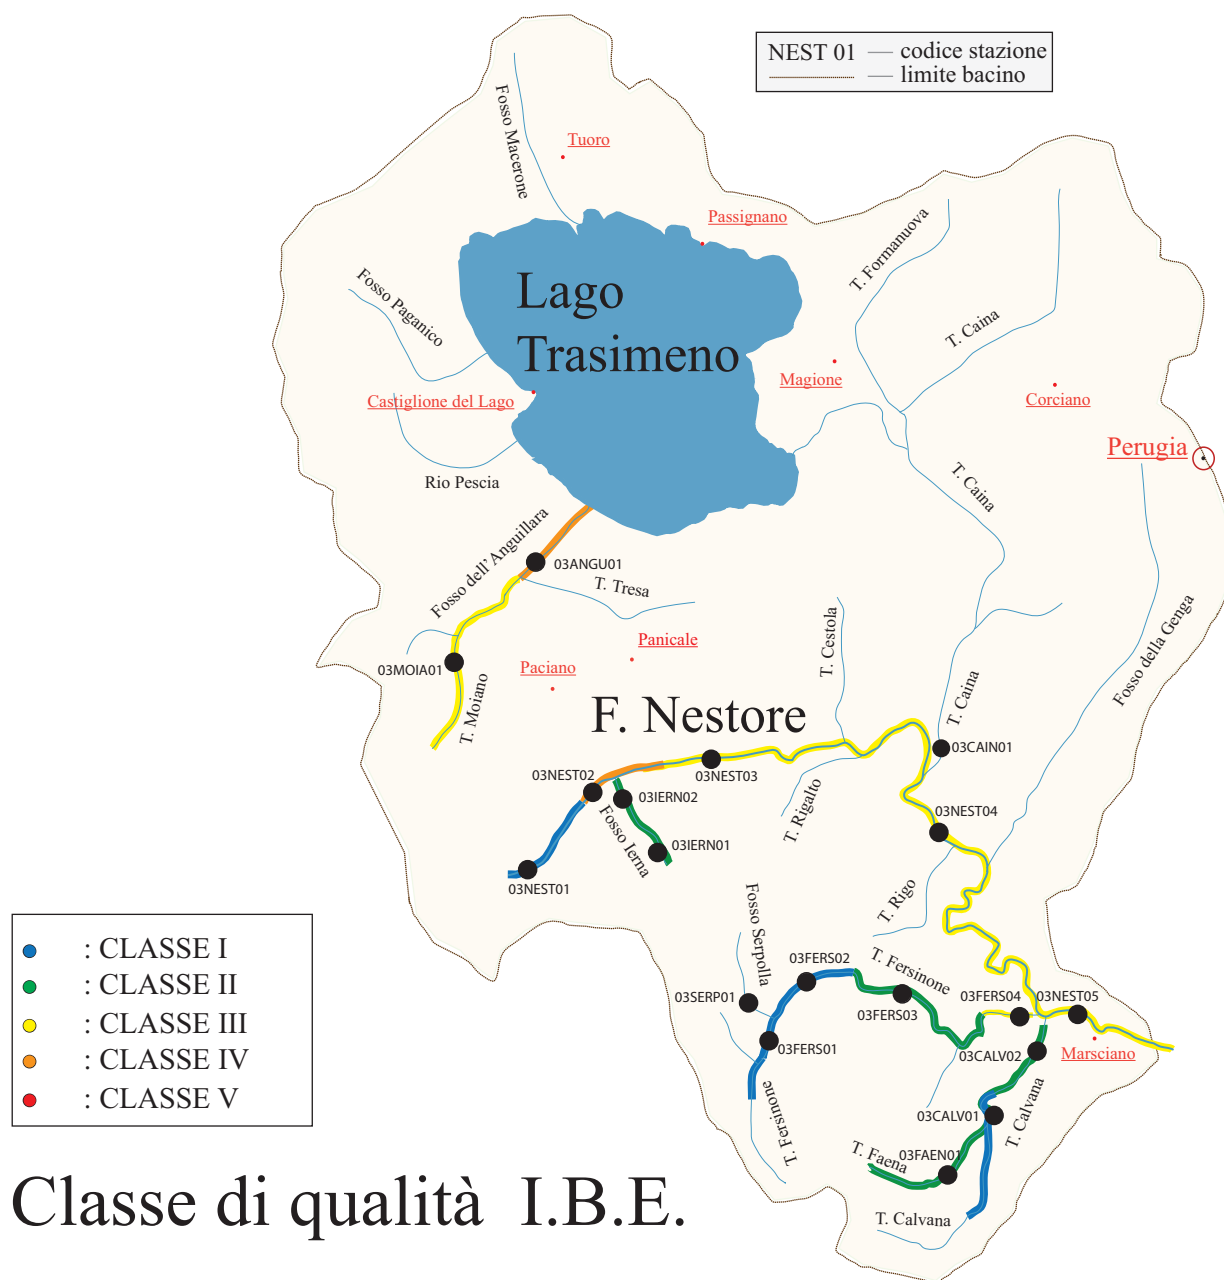 NEST 01 — codice stazione
— limite bacino
Fosso Macerone
Tuoro
Passignano
T. Formanuova
Fosso Paganico
Lago
Trasimeno
T. Caina
Magione
Castiglione del Lago
Corciano
Perugia
Rio Pescia
T. Caina
Fosso dell'Anguillara
03ANGU01
T. Tresa
T. Cestola
Fosso della Genga
Panicale
03MOIA01
Paciano
T. Moiano
T. Caina
F. Nestore
03CAIN01
03NEST02
03NEST03
03IERN02
T. Rigalto
03NEST04
Fosso Ierna
03IERN01
03NEST01
T. Rigo
Fosso Serpolla
03FERS02
T. Fersinone
03SERP01
03FERS03
03FERS04
03NEST05
03FERS01
03CALV02
Marsciano
T. Fersinone
03CALV01
T. Calvana
T. Faena
03FAEN01
T. Calvana
: CLASSE I
: CLASSE II
: CLASSE III
: CLASSE IV
: CLASSE V
Classe di qualità I.B.E.